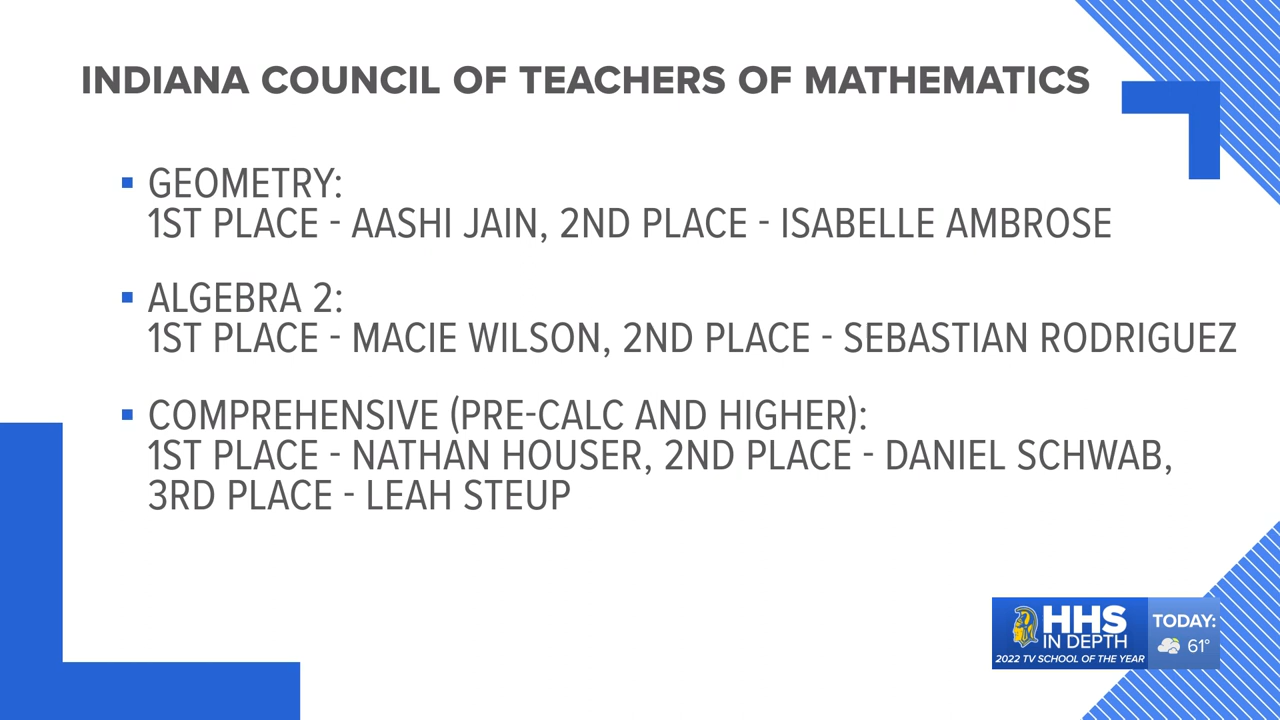 INDIANA COUNCIL OF TEACHERS OF MATHEMATICS
GEOMETRY:
1ST PLACE - AASHI JAIN, 2ND PLACE - ISABELLE AMBROSE
ALGEBRA 2:
1ST PLACE - MACIE WILSON, 2ND PLACE - SEBASTIAN RODRIGUEZ
COMPREHENSIVE (PRE-CALC AND HIGHER):
1ST PLACE - NATHAN HOUSER, 2ND PLACE - DANIEL SCHWAB,
3RD PLACE - LEAH STEUP
HHS
IN DEPTH
2022 TV SCHOOL OF THE YEAR
TODAY:
61°